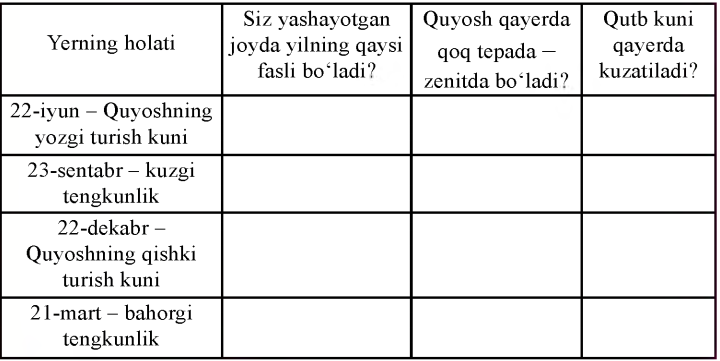 Yerning holati
Siz yashayotgan
joyda yilning qaysi
fasli bo‘ladi?
Quyosh qayerda
qoq tepada –
zenitda bo‘ladi?
Qutb kuni
qayerda
kuzatiladi?
22-iyun – Quyoshning
yozgi turish kuni
23-sentabr – kuzgi
tengkunlik
22-dekabr –
Quyoshning qishki
turish kuni
21-mart – bahorgi
tengkunlik